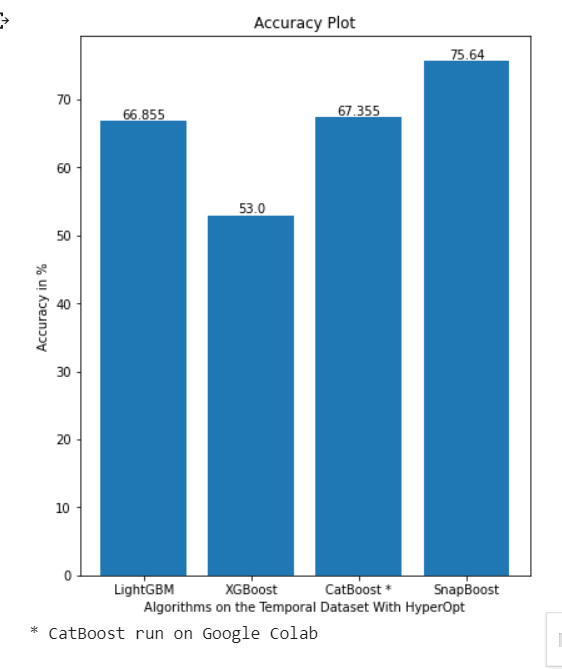 Accuracy Plot
75.64
66.855
67.355
53.0
70
60
50
40
30
20
10
0
Accuracy in %
LightGBM XGBoost CatBoost * SnapBoost
Algorithms on the Temporal Dataset With HyperOpt
* CatBoost run on Google Colab